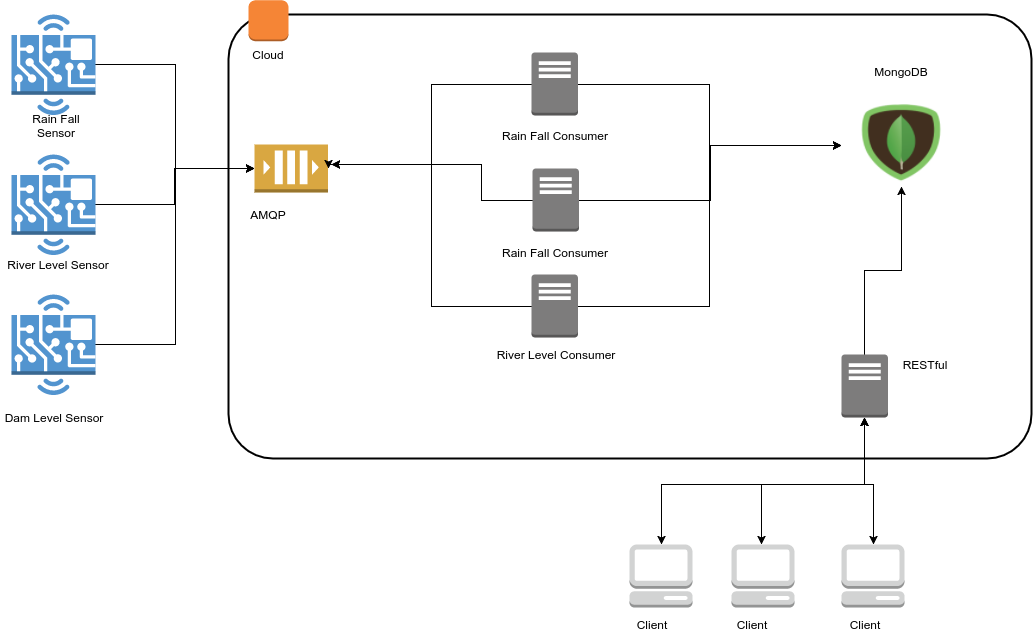 Cloud
MongoDB
Rain Fall
Sensor
Rain Fall Consumer
AMQP
Rain Fall Consumer
River Level Sensor
River Level Consumer
RESTful
Dam Level Sensor
Client
Client
Client